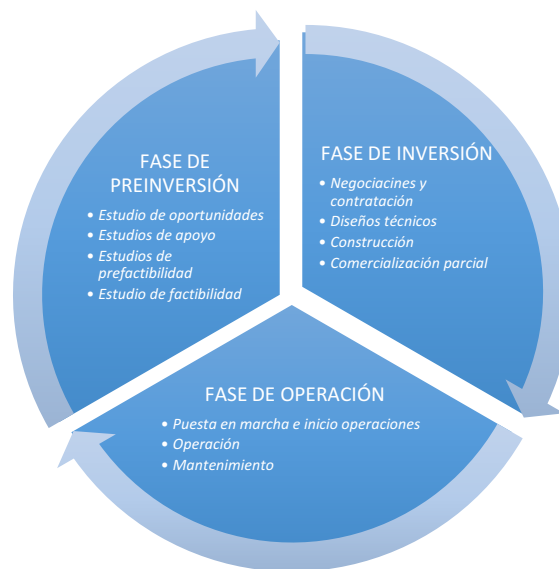 FASE DE
PREINVERSIÓN
• Estudio de oportunidades
• Estudios de apoyo
• Estudios de
prefactibilidad
• Estudio de factibilidad
FASE DE INVERSIÓN
• Negociacines y
contratación
• Diseños técnicos
• Construcción
• Comercialización parcial
FASE DE OPERACIÓN
• Puesta en marcha e inicio operaciones
• Operación
• Mantenimiento